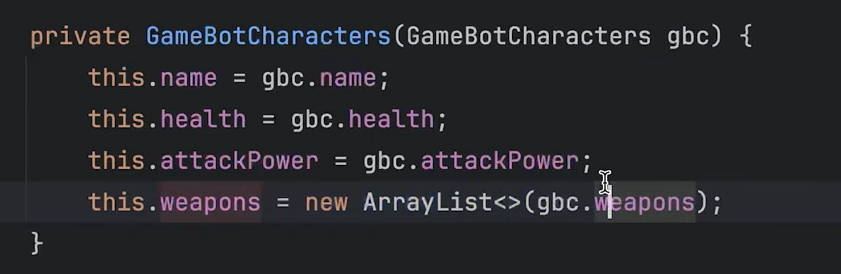 private GameBotCharacters(GameBotCharacters gbc) {
    this.name = gbc.name;
    this.health = gbc.health;
    this.attackPower = gbc.attackPower;
    this.weapons = new ArrayList<>(gbc.weapons);
}